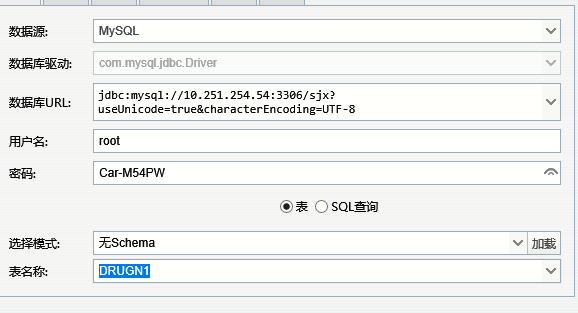 数据源: MySQL
数据库驱动: com.mysql.jdbc.Driver
数据库URL: jdbc:mysql://10.251.254.54:3306/sjx?
useUnicode=true&characterEncoding=UTF-8
用户名: root
密码: Car-M54PW
表 SQL查询
选择模式: 无Schema 加载
表名称: DRUGN1